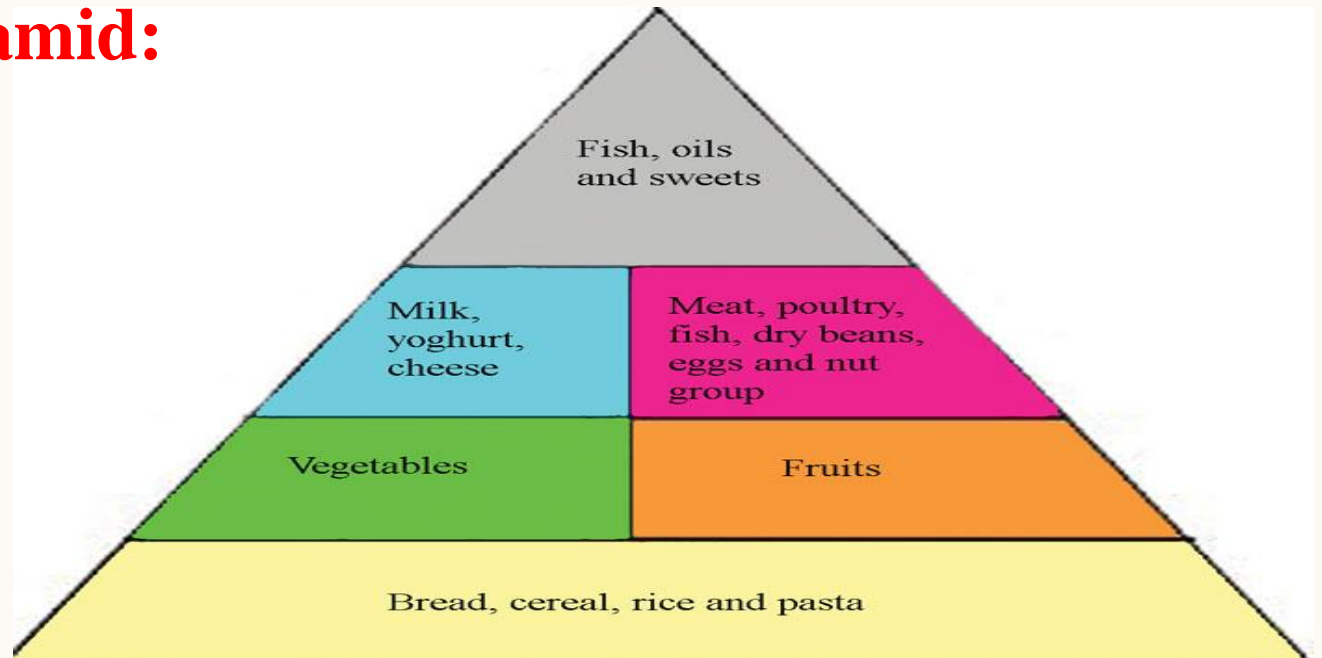 amid:
Fish, oils
and sweets
Milk,
yoghurt,
cheese
Meat, poultry,
fish, dry beans,
eggs and nut
group
Vegetables
Fruits
Bread, cereal, rice and pasta